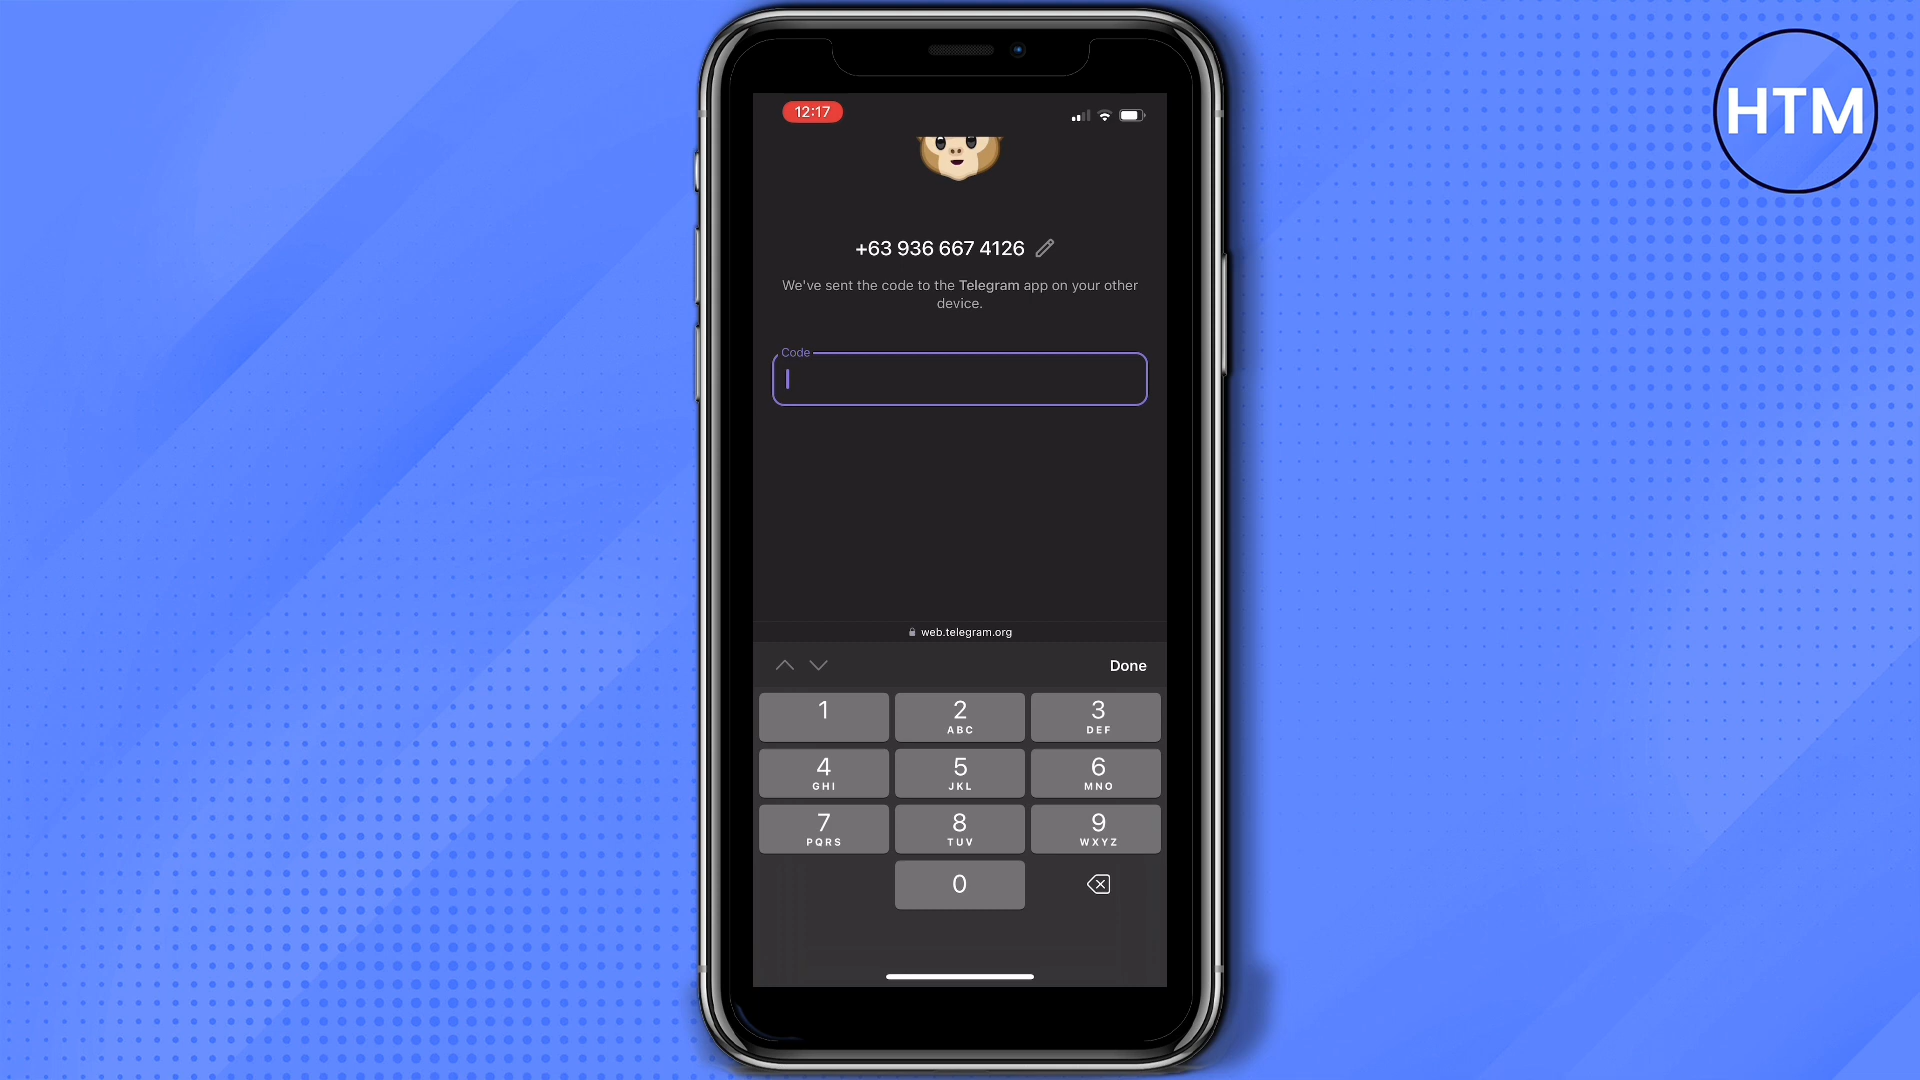 HTM
12:17
+63 936 667 4126
We've sent the code to the Telegram app on your other
device.
Code
web.telegram.org
Done
1
2
ABC
3
DEF
4
GHI
5
JKL
6
MNO
7
PQRS
8
TUV
9
WXYZ
0